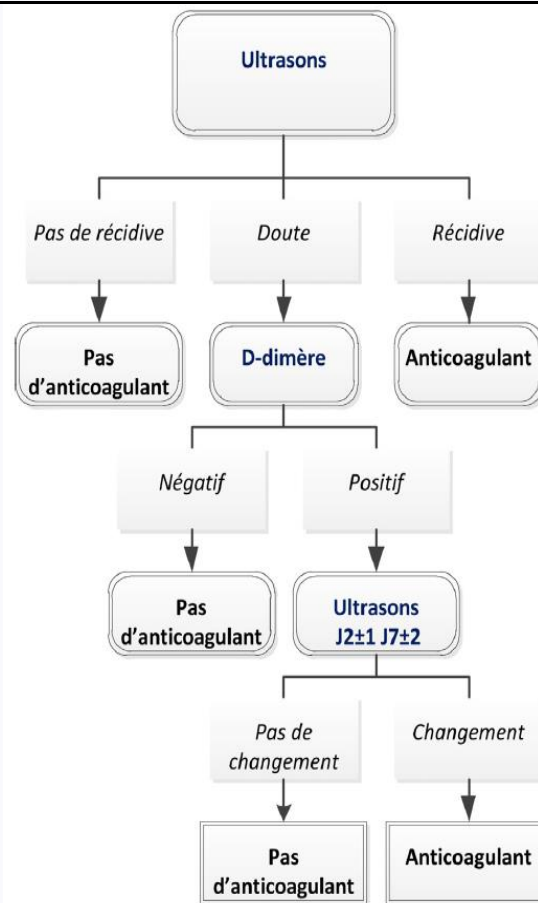 Ultrasons
Pas de récidive
Doute
Récidive
Pas
d’anticoagulant
D-dimère
Anticoagulant
Négatif
Positif
Pas
d’anticoagulant
Ultrasons
J2±1 J7±2
Pas de
changement
Changement
Pas
d’anticoagulant
Anticoagulant